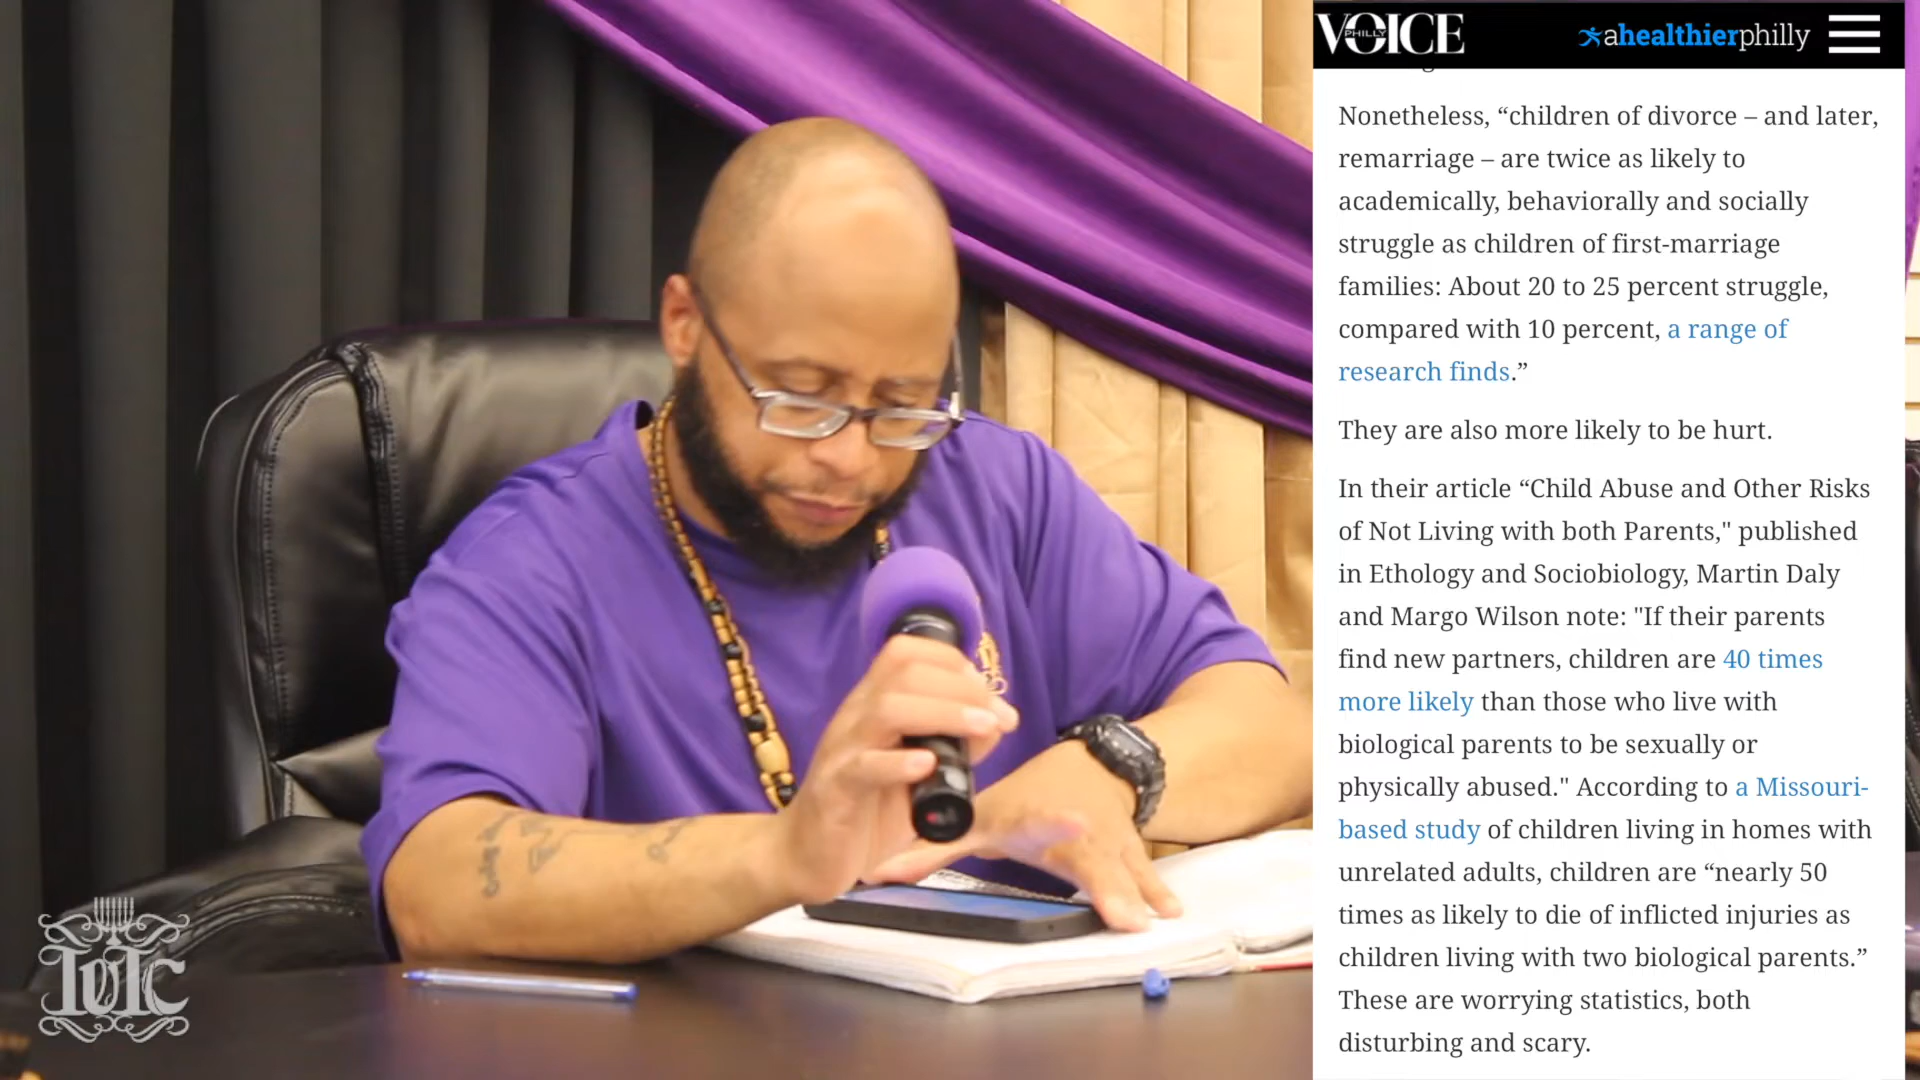 VOICE
PHILLY
ahealthierphilly
Nonetheless, “children of divorce – and later,
remarriage – are twice as likely to
academically, behaviorally and socially
struggle as children of first-marriage
families: About 20 to 25 percent struggle,
compared with 10 percent, a range of
research finds.”
They are also more likely to be hurt.
In their article “Child Abuse and Other Risks
of Not Living with both Parents," published
in Ethology and Sociobiology, Martin Daly
and Margo Wilson note: "If their parents
find new partners, children are 40 times
more likely than those who live with
biological parents to be sexually or
physically abused." According to a Missouri-
based study of children living in homes with
unrelated adults, children are “nearly 50
times as likely to die of inflicted injuries as
children living with two biological parents.”
These are worrying statistics, both
disturbing and scary.
IUIC